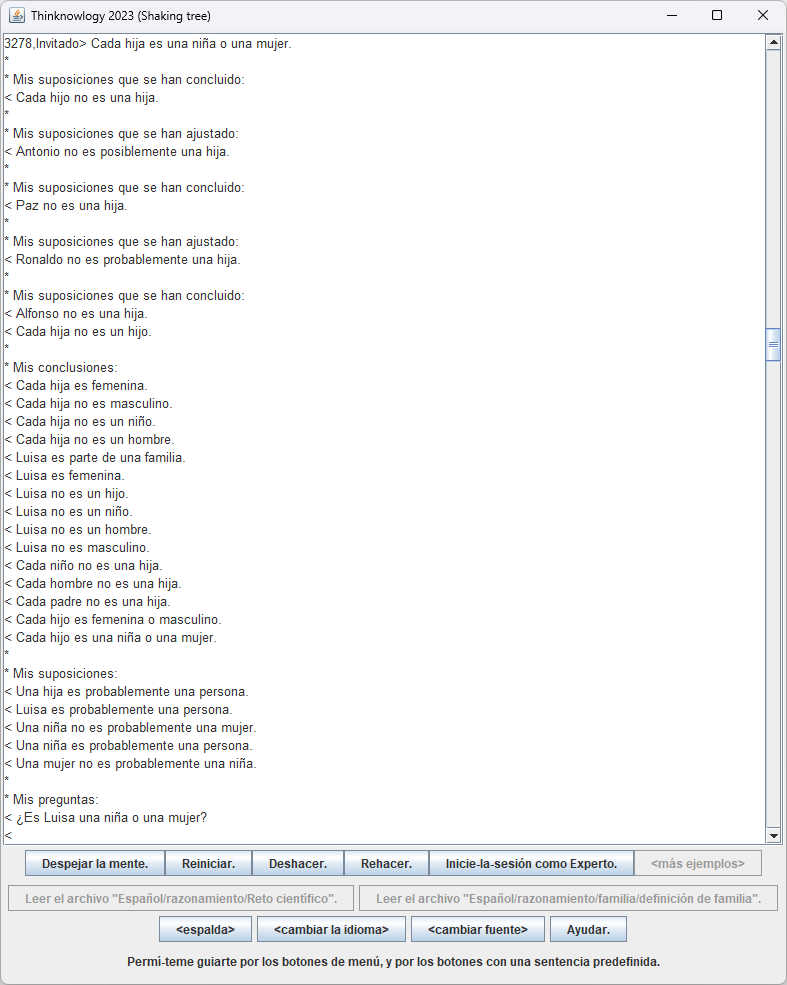 Thinknowlogy 2023 (Shaking tree)
3278,Invitado> Cada hija es una niña o una mujer.
*
* Mis suposiciones que se han concluido:
< Cada hijo no es una hija.
*
* Mis suposiciones que se han ajustado:
< Antonio no es posiblemente una hija.
*
* Mis suposiciones que se han concluido:
< Paz no es una hija.
*
* Mis suposiciones que se han ajustado:
< Ronaldo no es probablemente una hija.
*
* Mis suposiciones que se han concluido:
< Alfonso no es una hija.
< Cada hija no es un hijo.
*
* Mis conclusiones:
< Cada hija es femenina.
< Cada hija no es masculino.
< Cada hija no es un niño.
< Cada hija no es un hombre.
< Luisa es parte de una familia.
< Luisa es femenina.
< Luisa no es un hijo.
< Luisa no es un niño.
< Luisa no es un hombre.
< Luisa no es masculino.
< Cada niño no es una hija.
< Cada hombre no es una hija.
< Cada padre no es una hija.
< Cada hijo es femenina o masculino.
< Cada hijo es una niña o una mujer.
*
* Mis suposiciones:
< Una hija es probablemente una persona.
< Luisa es probablemente una persona.
< Una niña no es probablemente una mujer.
< Una niña es probablemente una persona.
< Una mujer no es probablemente una niña.
*
* Mis preguntas:
< ¿Es Luisa una niña o una mujer?
<
Despejar la mente. Reiniciar. Deshacer. Rehacer. Inicie-la-sesión como Experto. <más ejemplos>
Leer el archivo "Español/razonamiento/Reto científico". Leer el archivo "Español/razonamiento/familia/definición de familia".
<espalda> <cambiar la idioma> <cambiar fuente> Ayudar.
Permí-teme guiarte por los botones de menú, y por los botones con una sentencia predefinida.